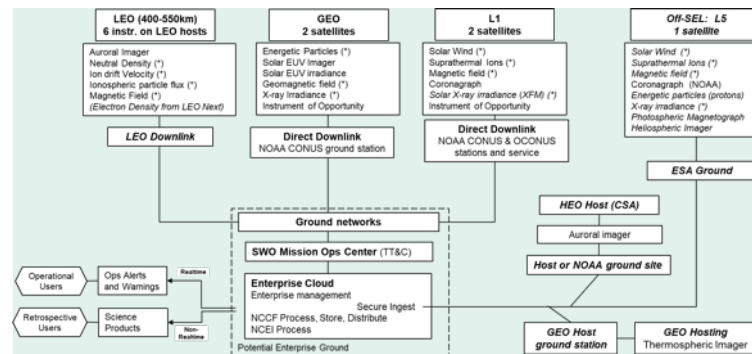 LEO (400-550km)
6 instr. on LEO hosts
Auroral Imager
Neutral Density (*)
Ion drift Velocity (*)
Ionospheric particle flux (*)
Magnetic Field (*)
(Electron Density from LEO Next)
LEO Downlink
GEO
2 satellites
Energetic Particles (*)
Solar EUV Imager
Solar EUV irradiance
Geomagnetic field (*)
X-ray Irradiance (*)
Instrument of Opportunity
Direct Downlink
NOAA CONUS ground station
L1
2 satellites
Solar Wind (*)
Suprathermal Ions (*)
Magnetic field (*)
Coronagraph
Solar X-ray irradiance (XFM) (*)
Instrument of Opportunity
Direct Downlink
NOAA CONUS & OCONUS
stations and service
Off-SEL: L5
1 satellite
Solar Wind (*)
Suprathermal Ions (*)
Magnetic field (*)
Coronagraph (NOAA)
Energetic particles (protons)
X-ray irradiance (*)
Photospheric Magnetograph
Heliospheric Imager
ESA Ground
Ground networks
SWO Mission Ops Center (TT&C)
Enterprise Cloud
Enterprise management
Secure Ingest
NCCF Process, Store, Distribute
NCEI Process
Potential Enterprise Ground
HEO Host (CSA)
Auroral imager
Host or NOAA ground site
GEO Host
ground station
GEO Hosting
Thermospheric Imager
Operational
Users
Ops Alerts
and Warnings
Realtime
Retrospective
Users
Science
Products
Non-
Realtime